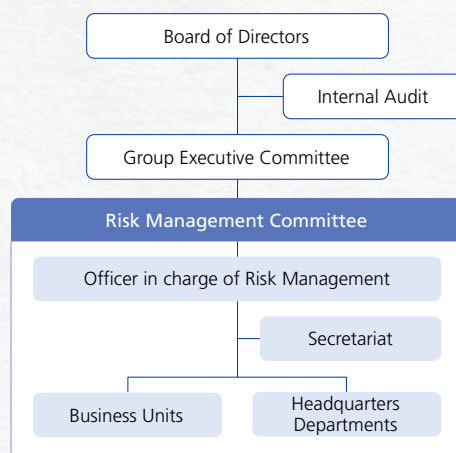 Board of Directors
Internal Audit
Group Executive Committee
Risk Management Committee
Officer in charge of Risk Management
Secretariat
Business Units
Headquarters
Departments